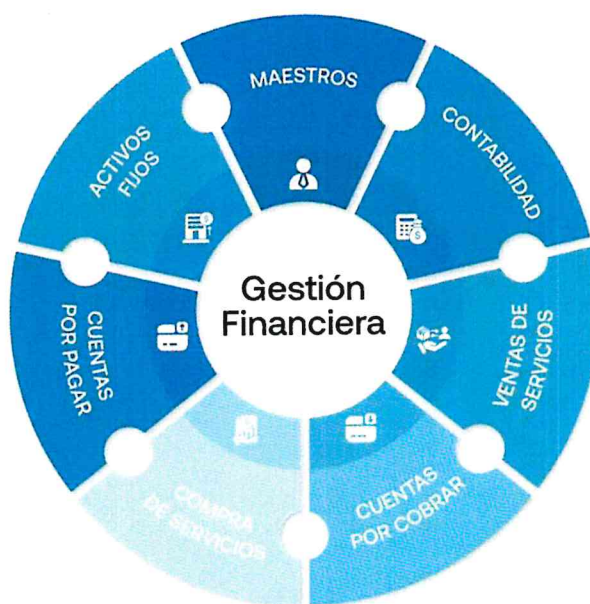 MAESTROS
CONTABILIDAD
VENTAS DE
SERVICIOS
CUENTAS
POR COBRAR
COMPRA
DE SERVICIOS
CUENTAS
POR PAGAR
ACTIVOS
FIJOS
Gestión
Financiera